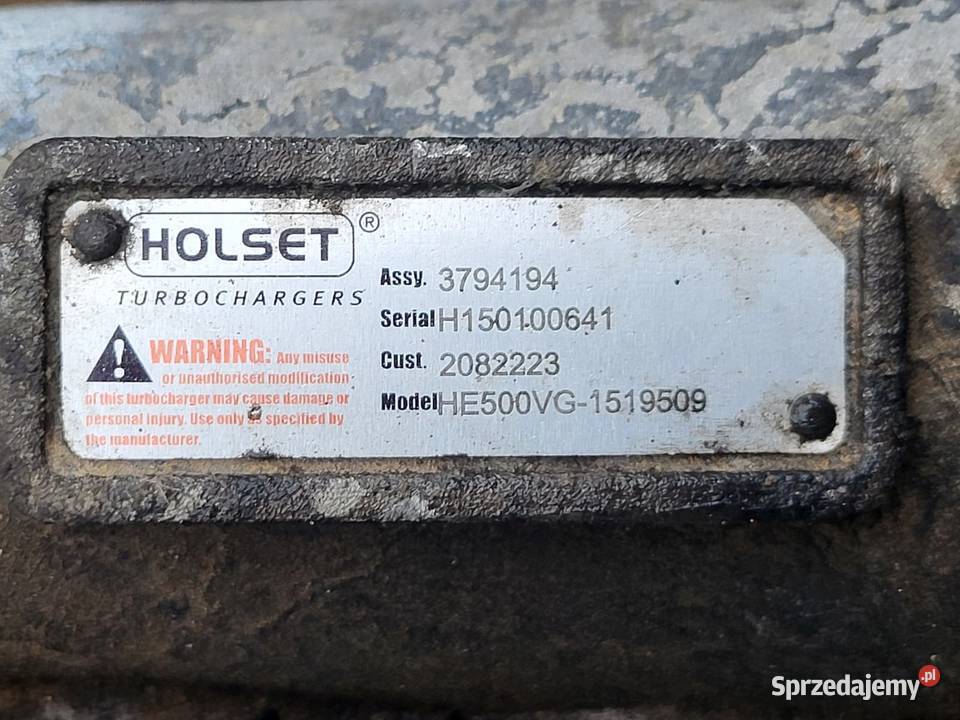 HOLSET®
TURBOCHARGERS
WARNING: Any misuse
or unauthorised modification
of this turbocharger may cause damage or
personal injury. Use only as specified by
the manufacturer.
Assy. 3794194
Serial H150100641
Cust. 2082223
Model HE500VG-1519509
Sprzedajemy.pl